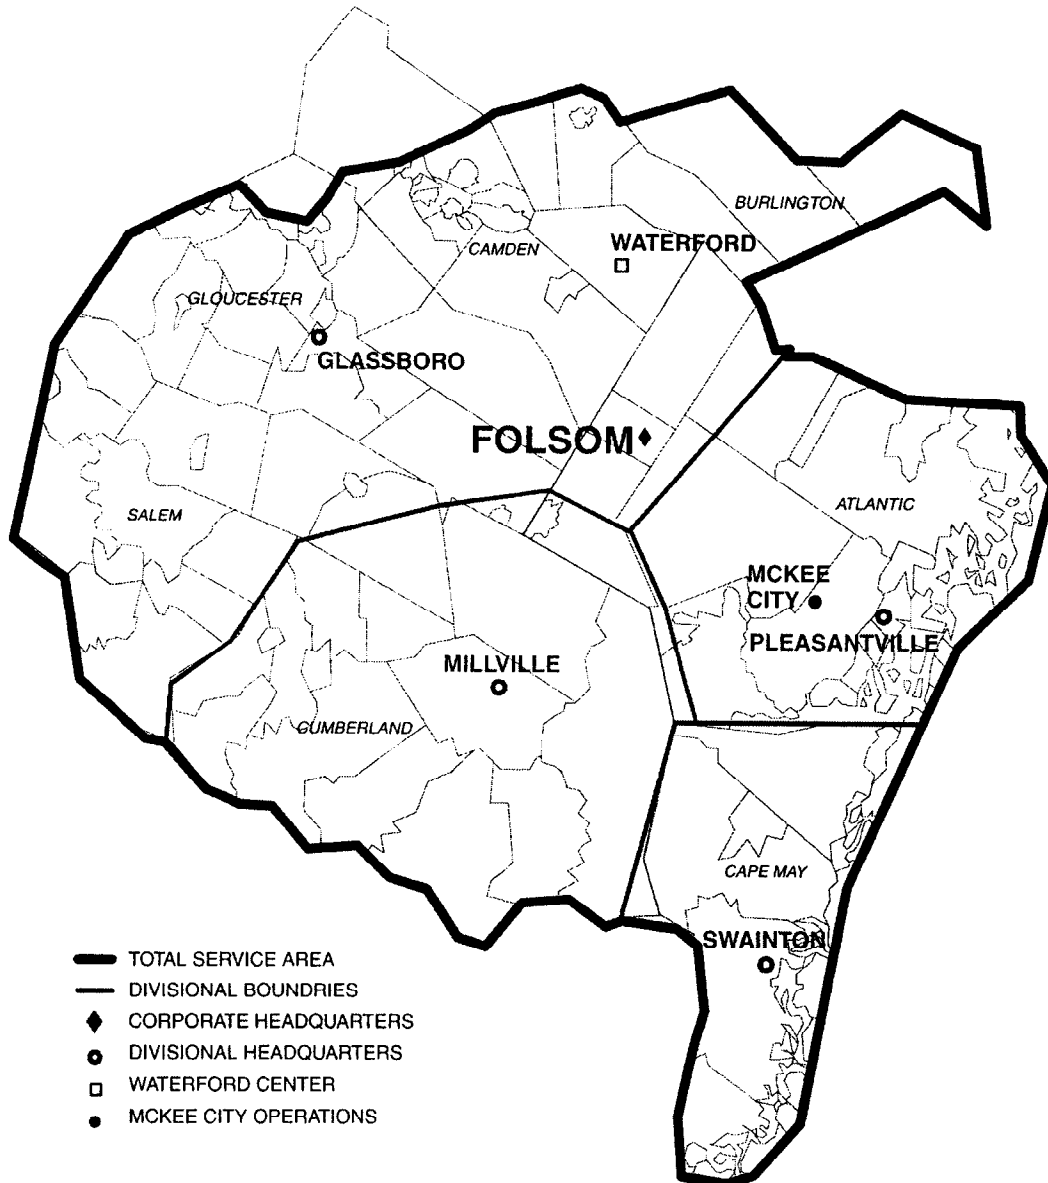 BURLINGTON
WATERFORD
CAMDEN
GLOUCESTER
GLASSBORO
FOLSOM
ATLANTIC
SALEM
MCKEE
CITY
PLEASANTVILLE
MILLVILLE
CUMBERLAND
CAPE MAY
SWAINTON
TOTAL SERVICE AREA
DIVISIONAL BOUNDRIES
CORPORATE HEADQUARTERS
DIVISIONAL HEADQUARTERS
WATERFORD CENTER
MCKEE CITY OPERATIONS